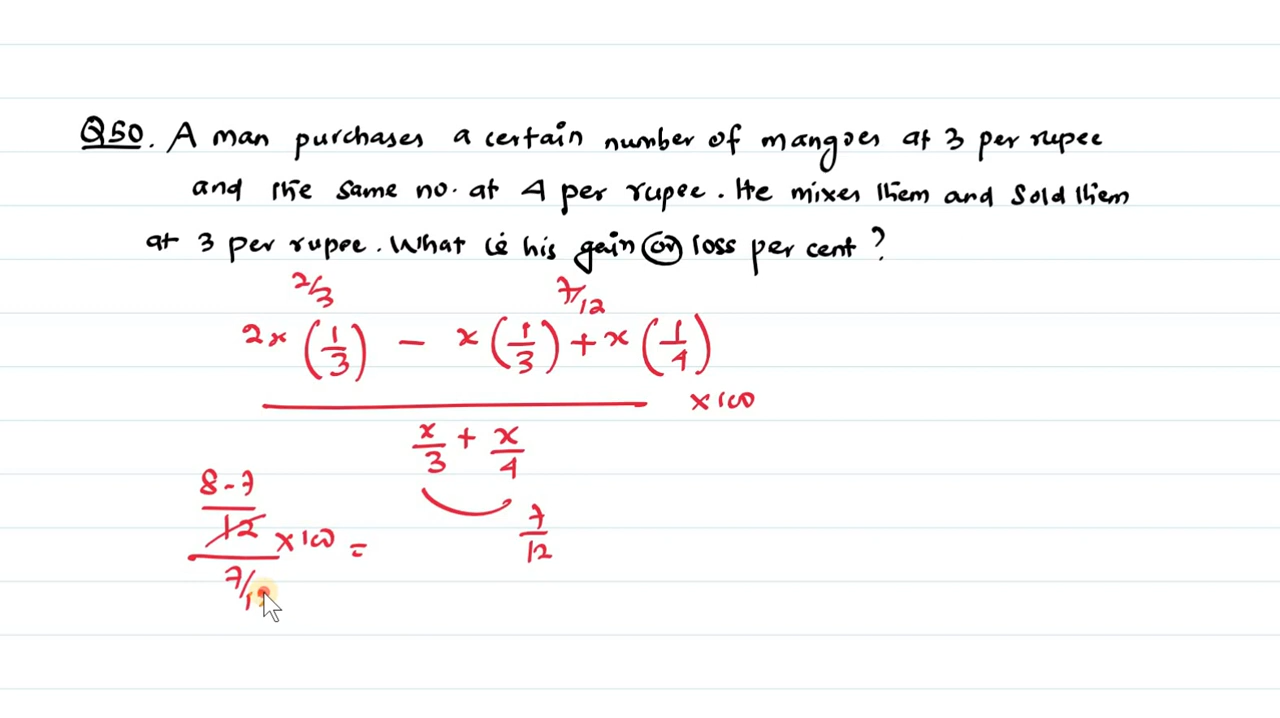 Q50. A man purchases a certain number of mangoes at 3 per rupee
and the same no. at 4 per rupee. He mixes them and sold them
at 3 per rupee. What is his gain or loss per cent?
2/3 7/12
2x (1/3) - x (1/3) + x (1/4)
x 100
x/3 + x/4
8-7
12 x 100 =
7/12
7/1